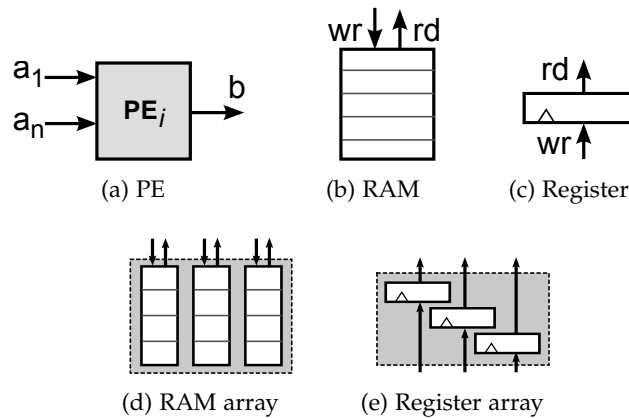 a1
an
PEi
b
(a) PE
wr rd
(b) RAM
rd
wr
(c) Register
(d) RAM array
(e) Register array